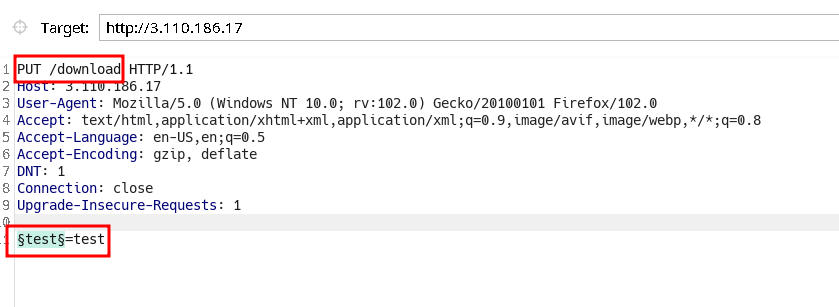 Target: http://3.110.186.17
1 PUT /download HTTP/1.1
2 Host: 3.110.186.17
3 User-Agent: Mozilla/5.0 (Windows NT 10.0; rv:102.0) Gecko/20100101 Firefox/102.0
4 Accept: text/html,application/xhtml+xml,application/xml;q=0.9,image/avif,image/webp,*/*;q=0.8
5 Accept-Language: en-US,en;q=0.5
6 Accept-Encoding: gzip, deflate
7 DNT: 1
8 Connection: close
9 Upgrade-Insecure-Requests: 1
10
11 §test§=test